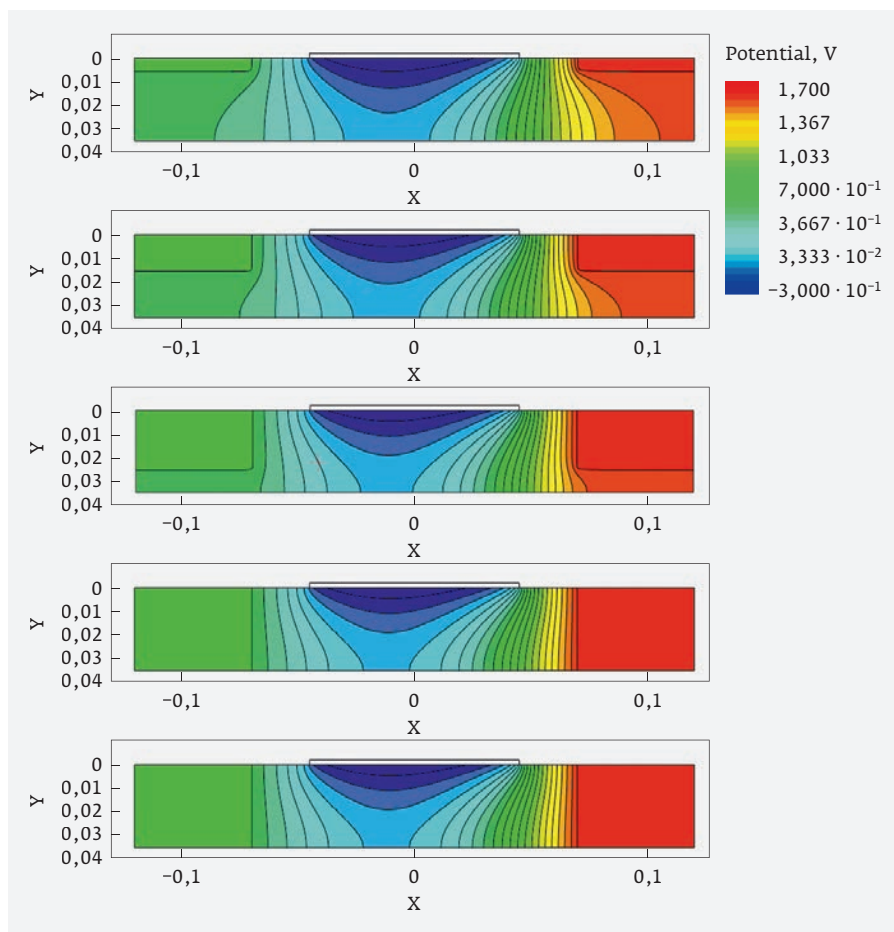 Potential, V
1,700
1,367
1,033
7,000 · 10⁻¹
3,667 · 10⁻¹
3,333 · 10⁻²
−3,000 · 10⁻¹
Y
0
0,01
0,02
0,03
0,04
−0,1 0 0,1
X
Y
0
0,01
0,02
0,03
0,04
−0,1 0 0,1
X
Y
0
0,01
0,02
0,03
0,04
−0,1 0 0,1
X
Y
0
0,01
0,02
0,03
0,04
−0,1 0 0,1
X
Y
0
0,01
0,02
0,03
0,04
−0,1 0 0,1
X